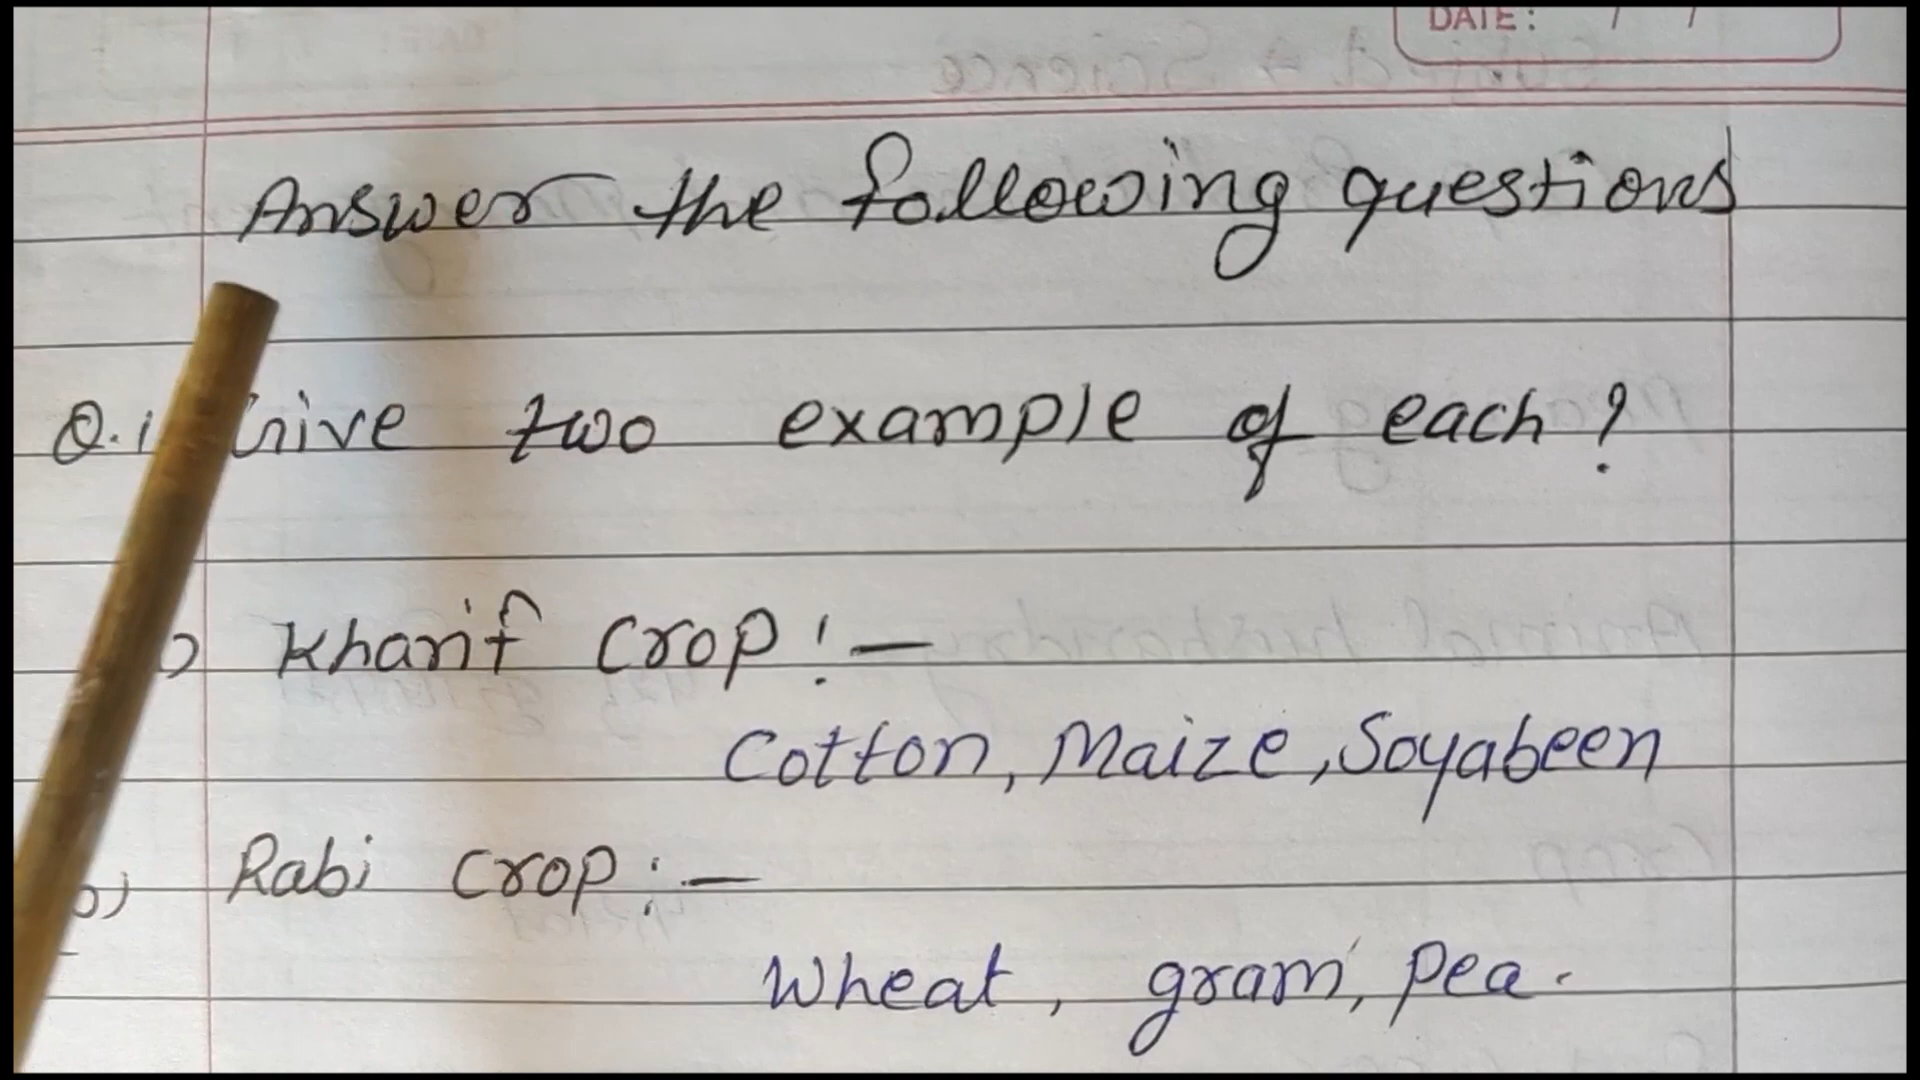 DATE: / /
Answer the following questions
Q.1 Give two example of each?
Kharif crop:—
Cotton, Maize, Soyabeen
b) Rabi crop:—
Wheat, gram, pea.